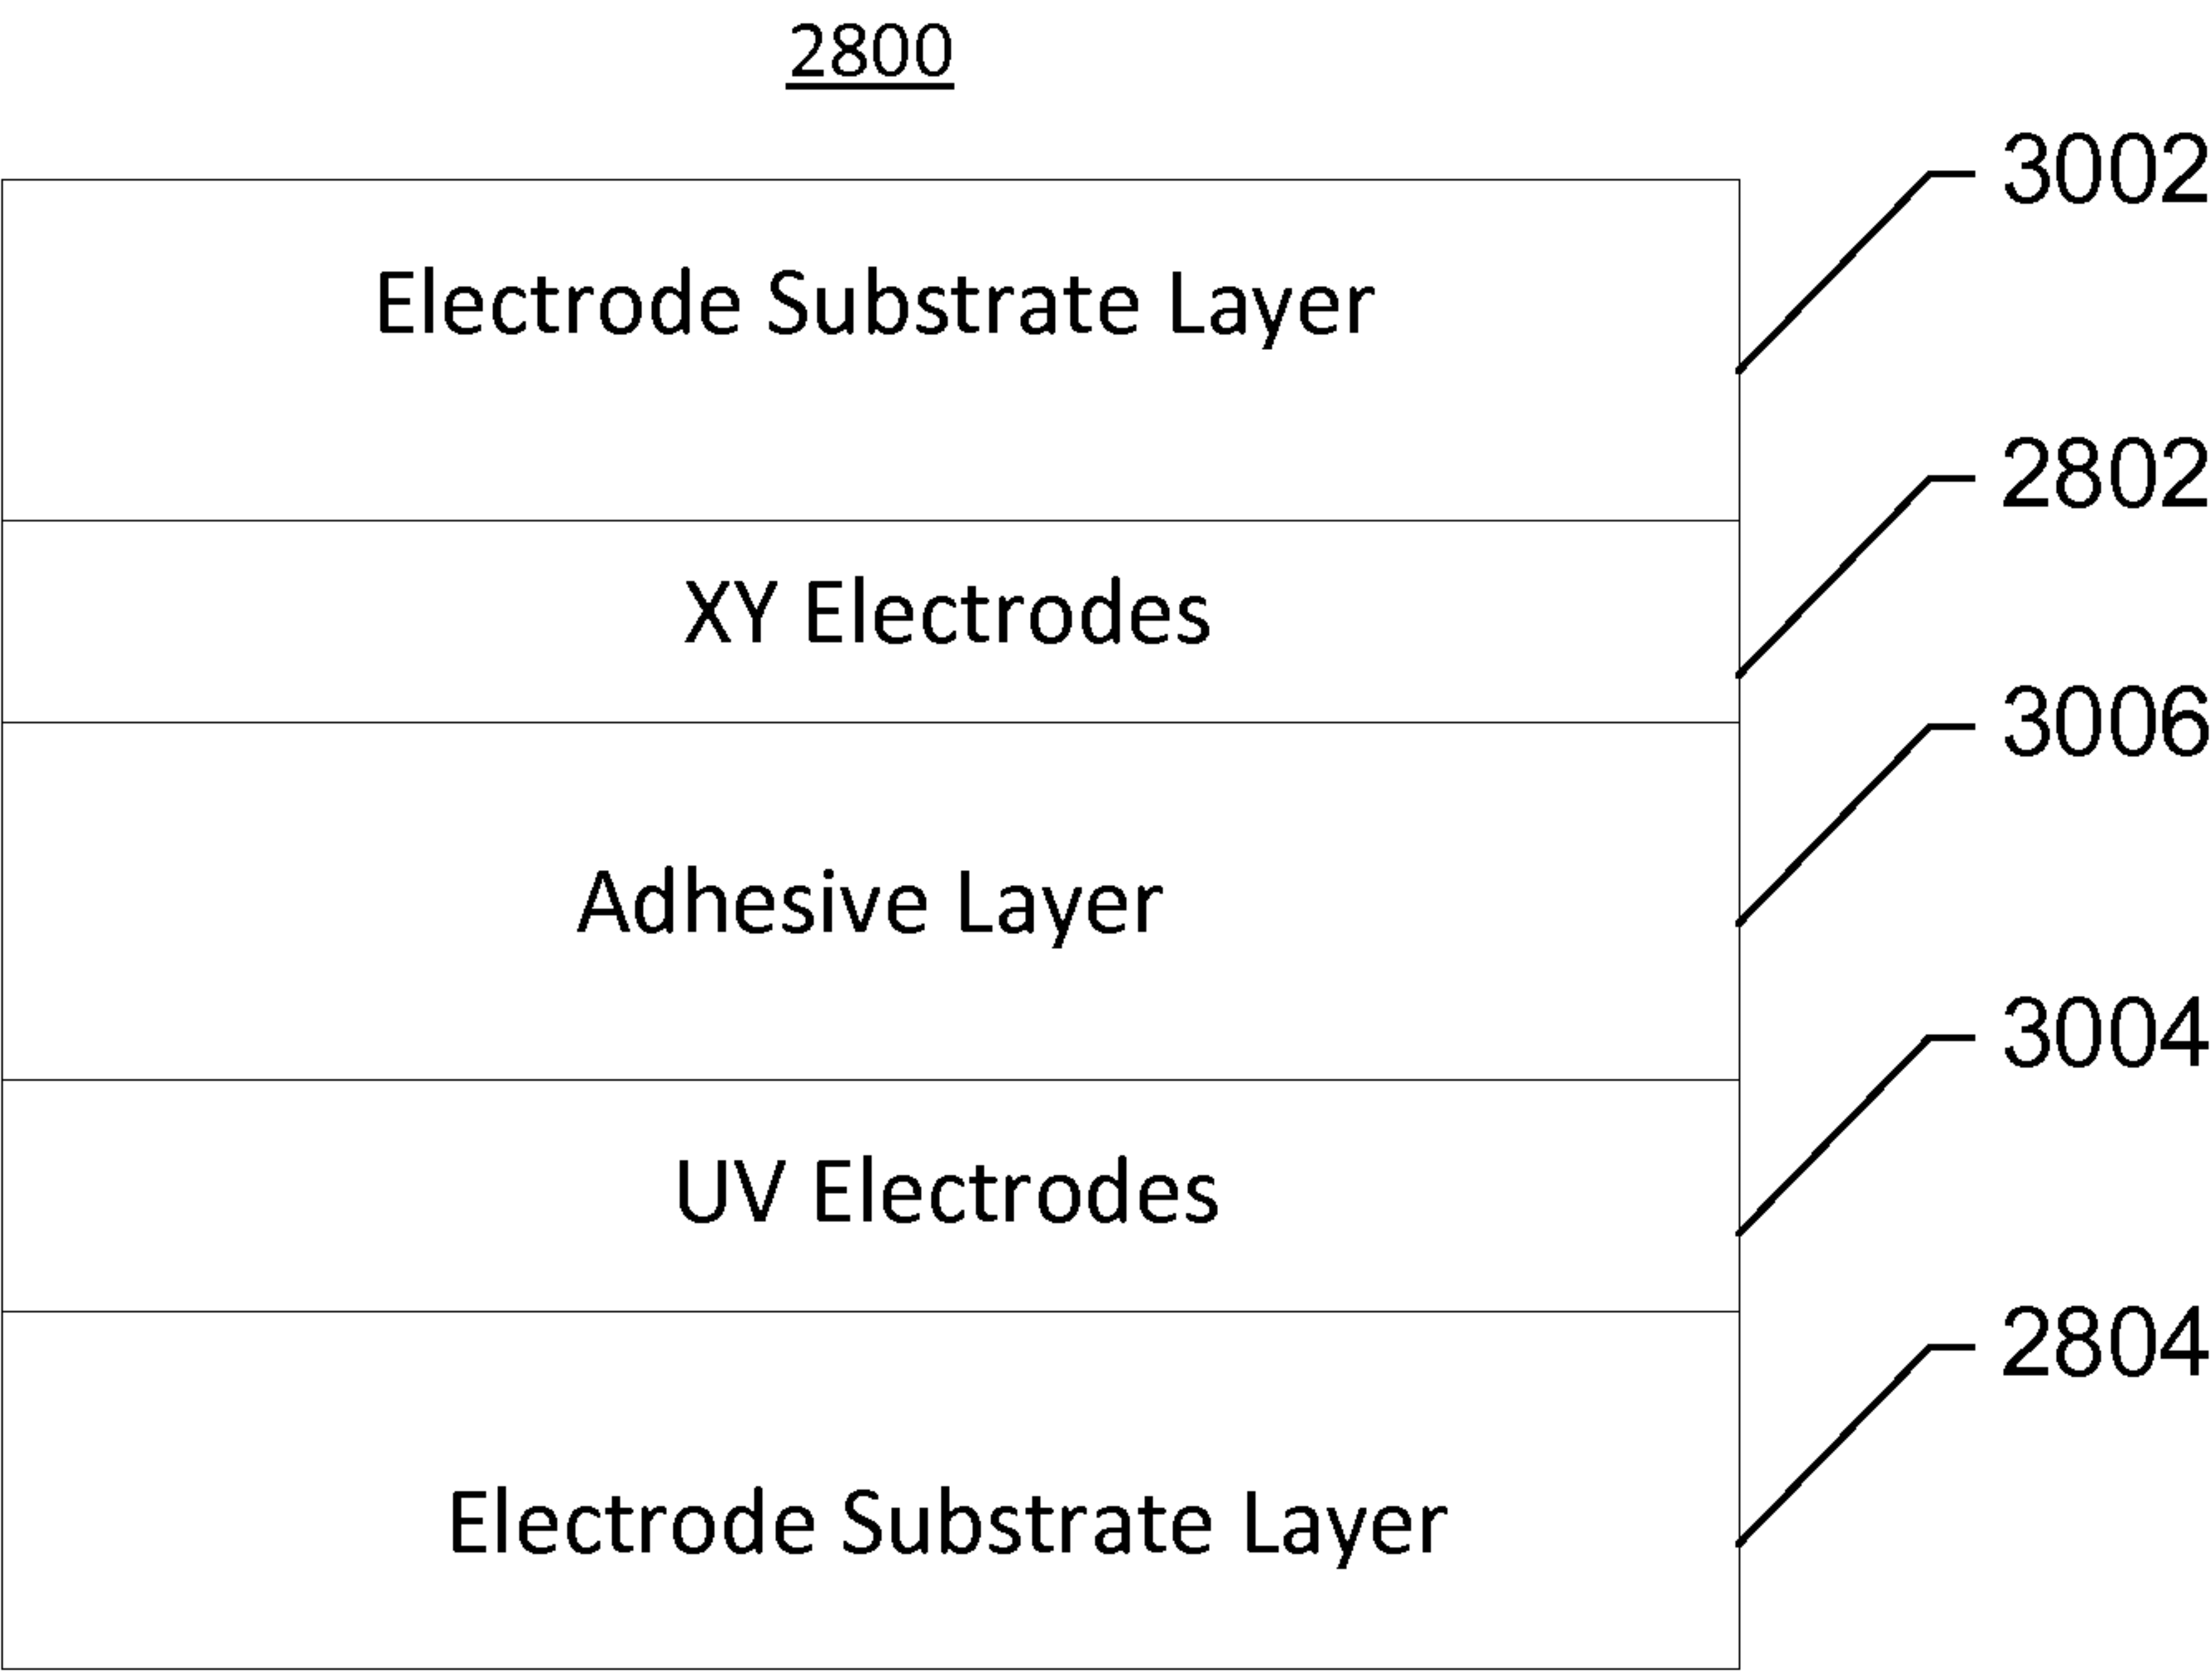 2800
3002
Electrode Substrate Layer
2802
XY Electrodes
3006
Adhesive Layer
3004
UV Electrodes
2804
Electrode Substrate Layer